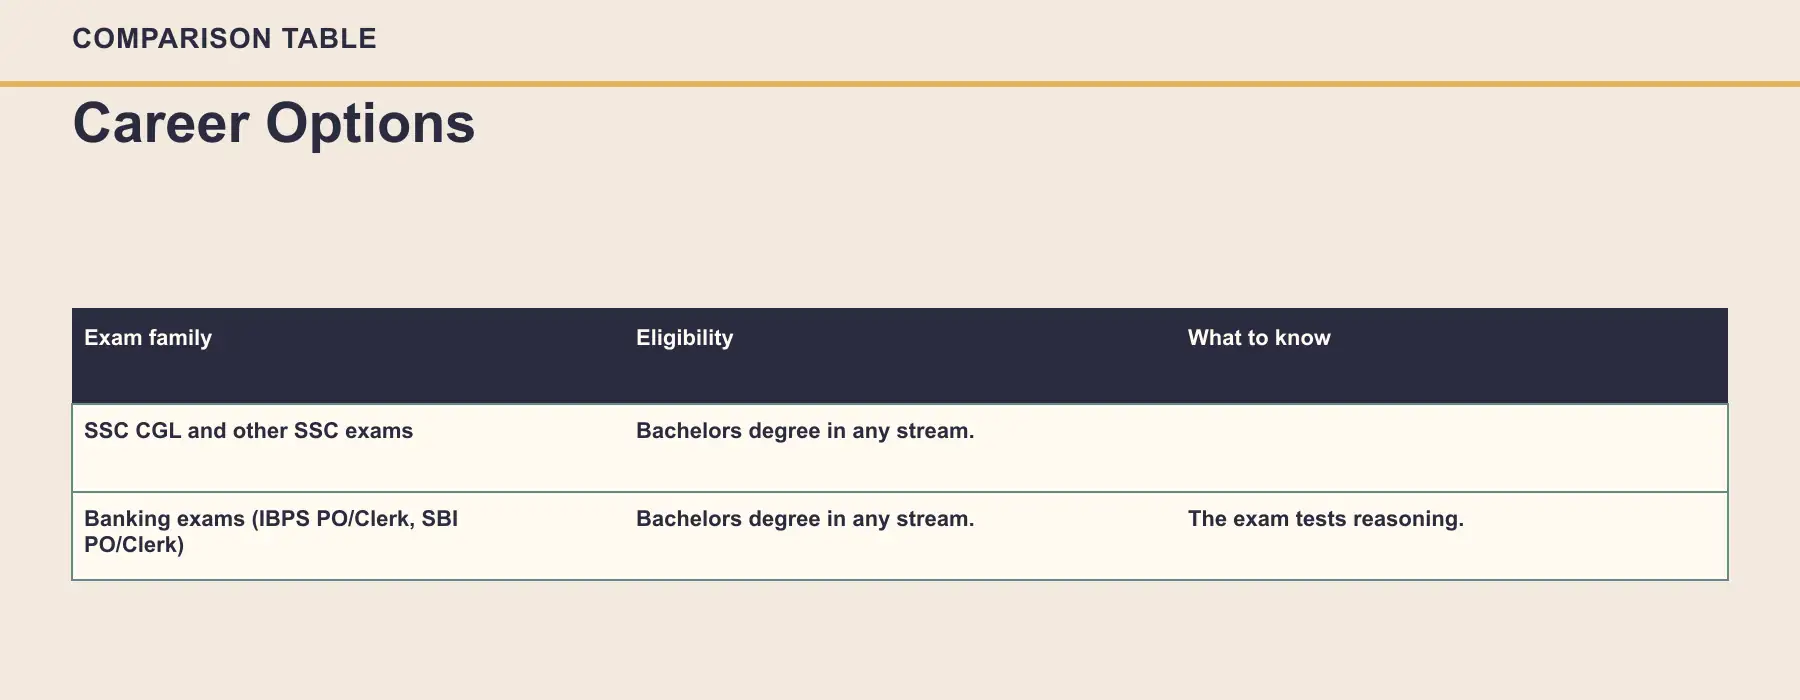 COMPARISON TABLE
Career Options
Exam family Eligibility What to know
SSC CGL and other SSC exams Bachelors degree in any stream.
Banking exams (IBPS PO/Clerk, SBI Bachelors degree in any stream. The exam tests reasoning.
PO/Clerk)